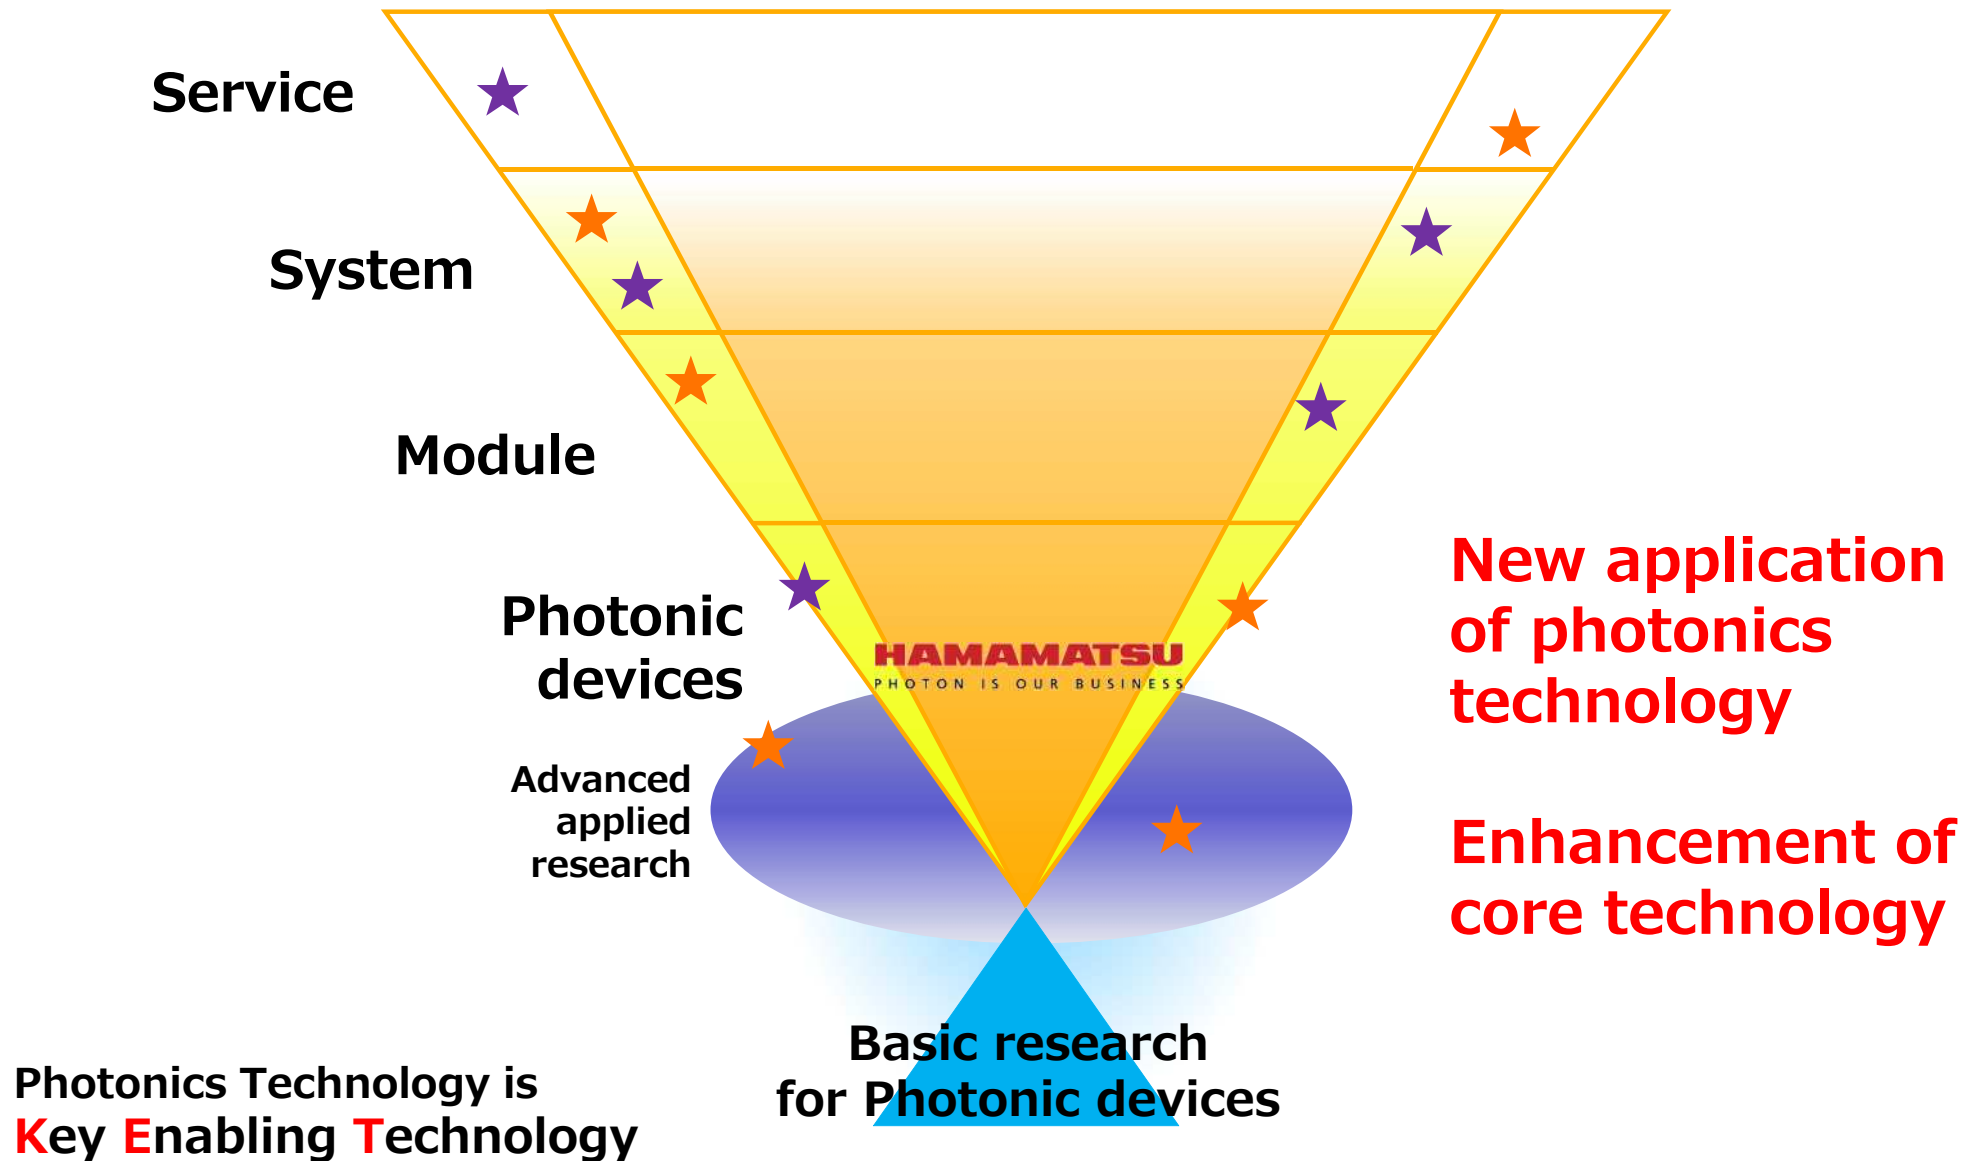 Service
System
Module
Photonic
devices
HAMAMATSU
PHOTON IS OUR BUSINESS
Advanced
applied
research
New application
of photonics
technology
Enhancement of
core technology
Basic research
for Photonic devices
Photonics Technology is
Key Enabling Technology